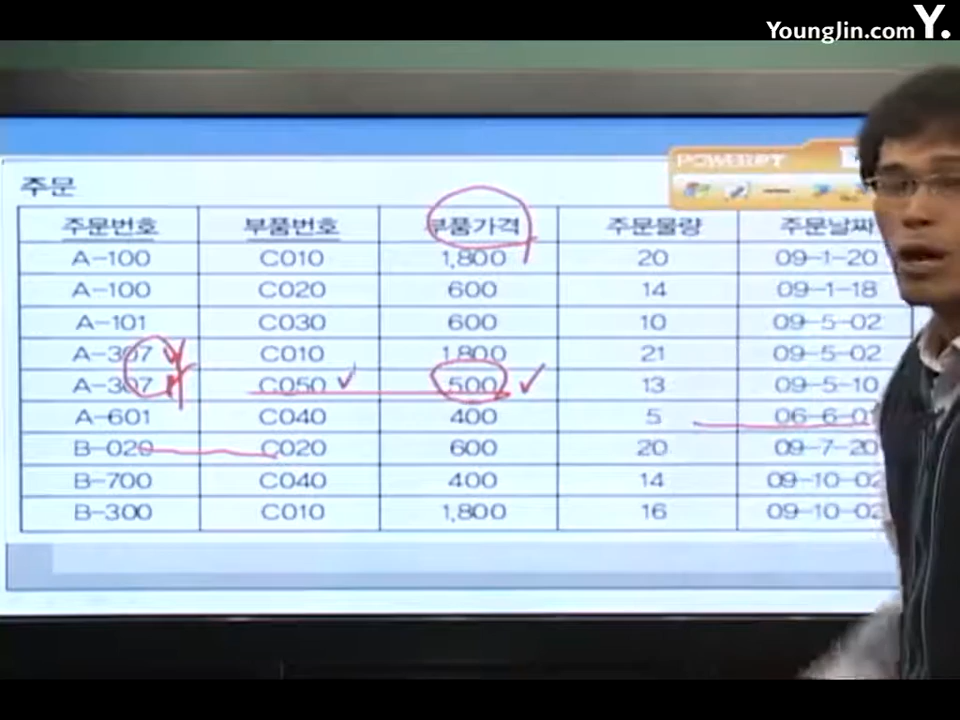 YoungJin.com Y.
POWERPT
주문
주문번호 부품번호 부품가격 주문물량 주문날짜
A-100 C010 1,800 20 09-1-20
A-100 C020 600 14 09-1-18
A-101 C030 600 10 09-5-02
A-307 C010 1,800 21 09-5-02
A-307 C050 500 13 09-5-10
A-601 C040 400 5 06-6-01
B-020 C020 600 20 09-7-20
B-700 C040 400 14 09-10-02
B-300 C010 1,800 16 09-10-02